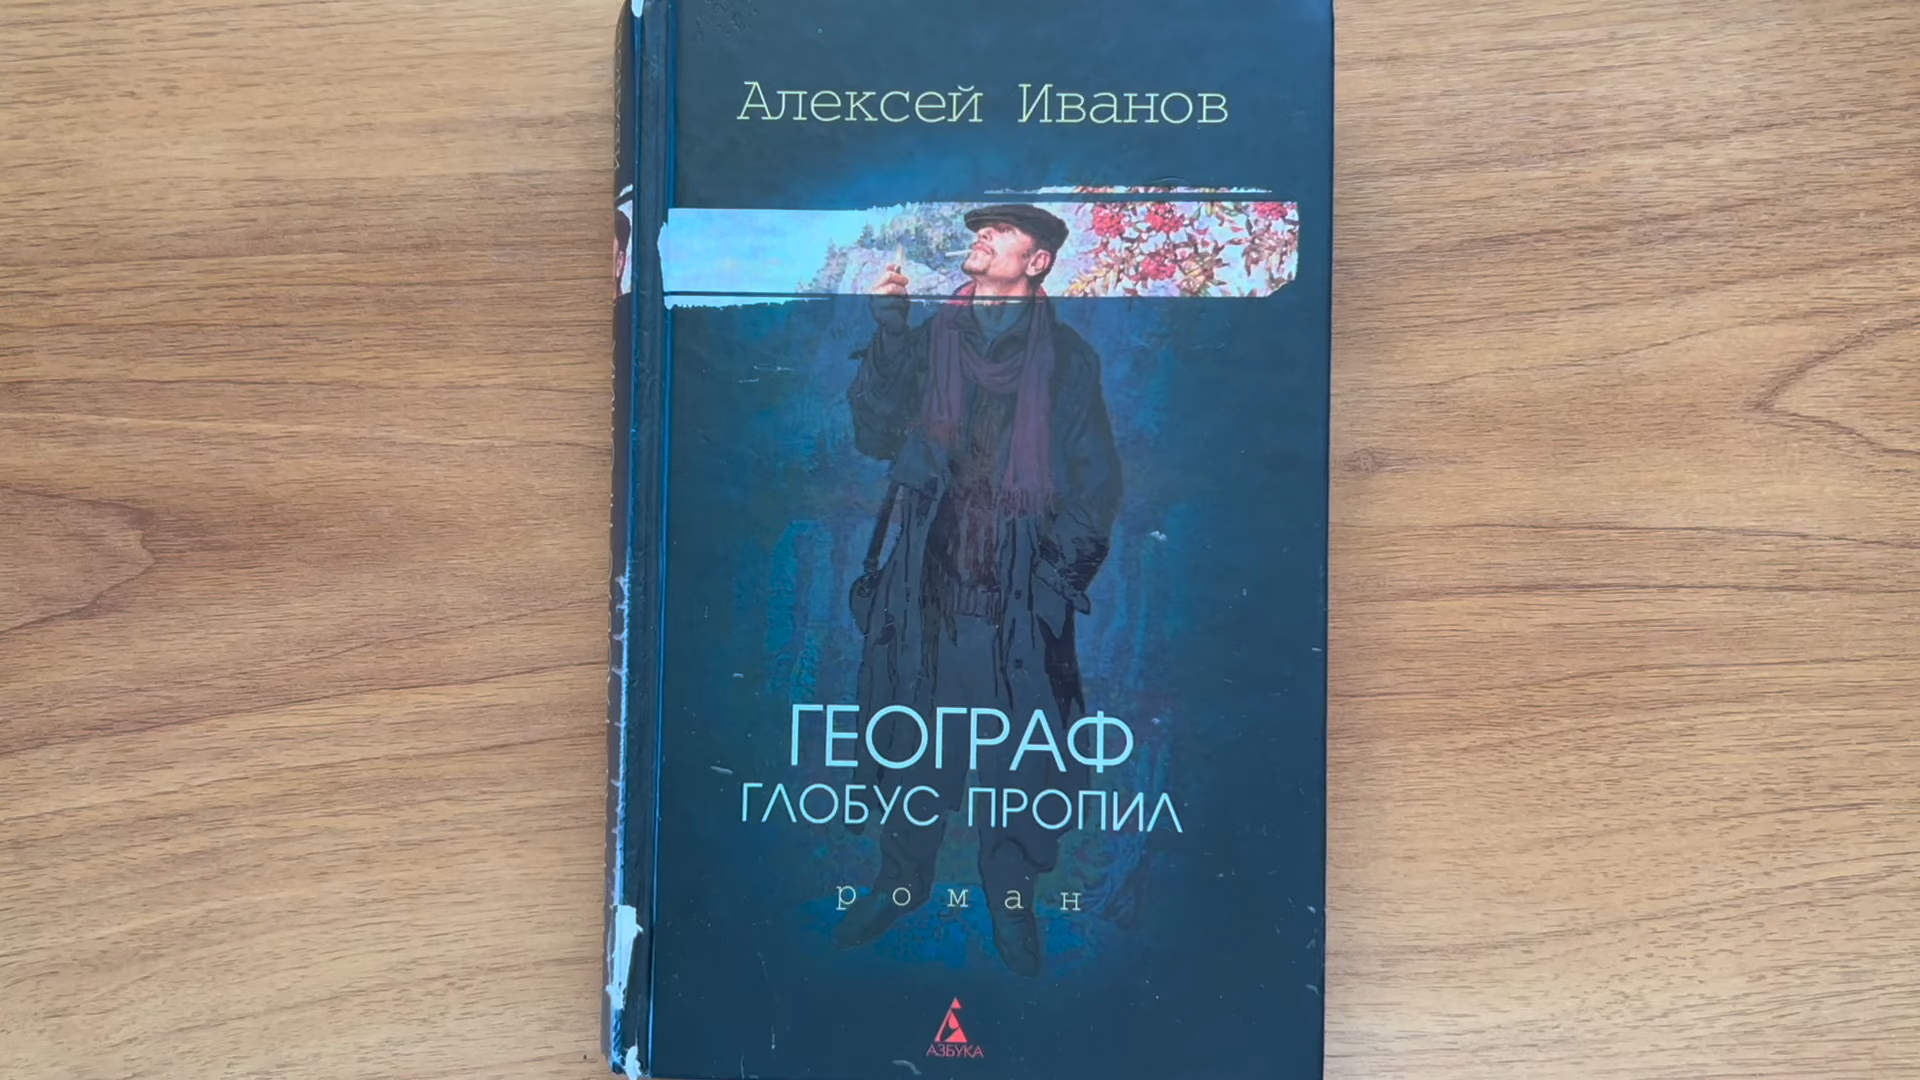 Алексей Иванов
ГЕОГРАФ
ГЛОБУС ПРОПИЛ
роман
АЗБУКА